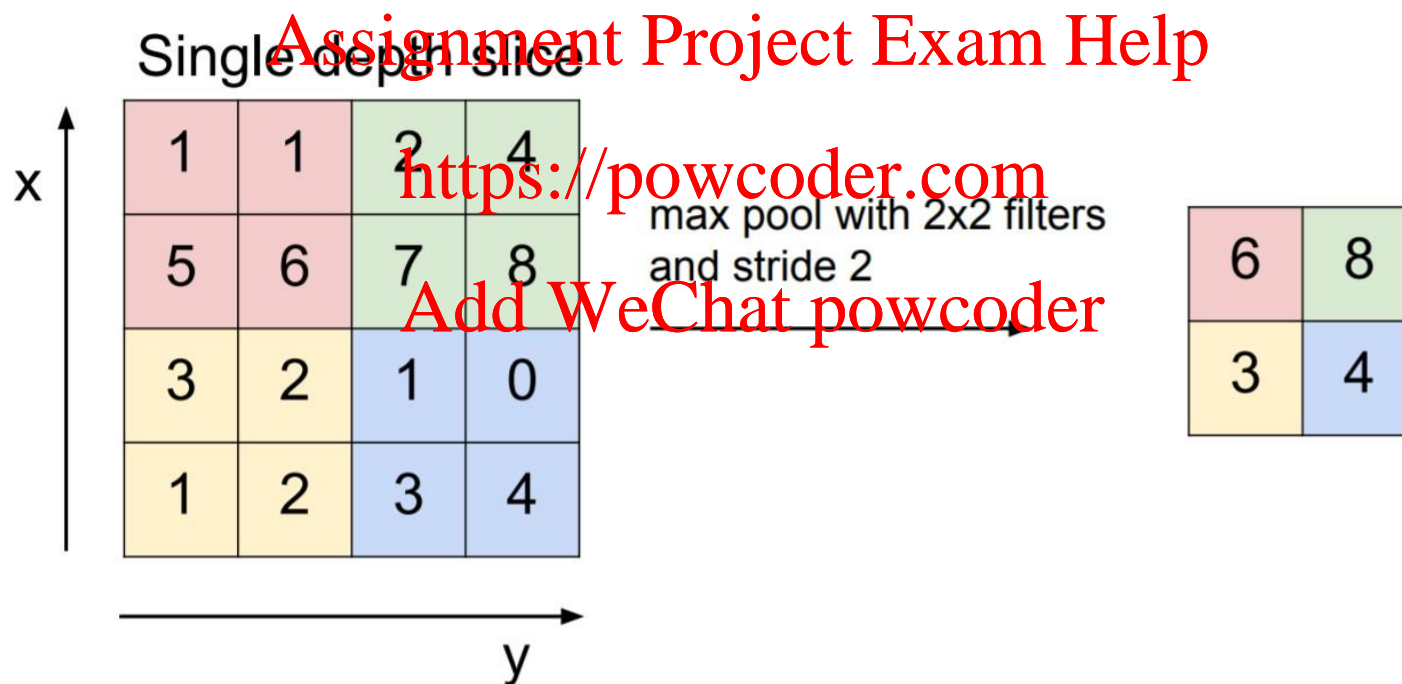 Assignment Project Exam Help
Single depth slice
x
1 1 2 4
https://powcoder.com
max pool with 2x2 filters
5 6 7 8
and stride 2
6 8
Add WeChat powcoder
3 2 1 0
3 4
1 2 3 4
y